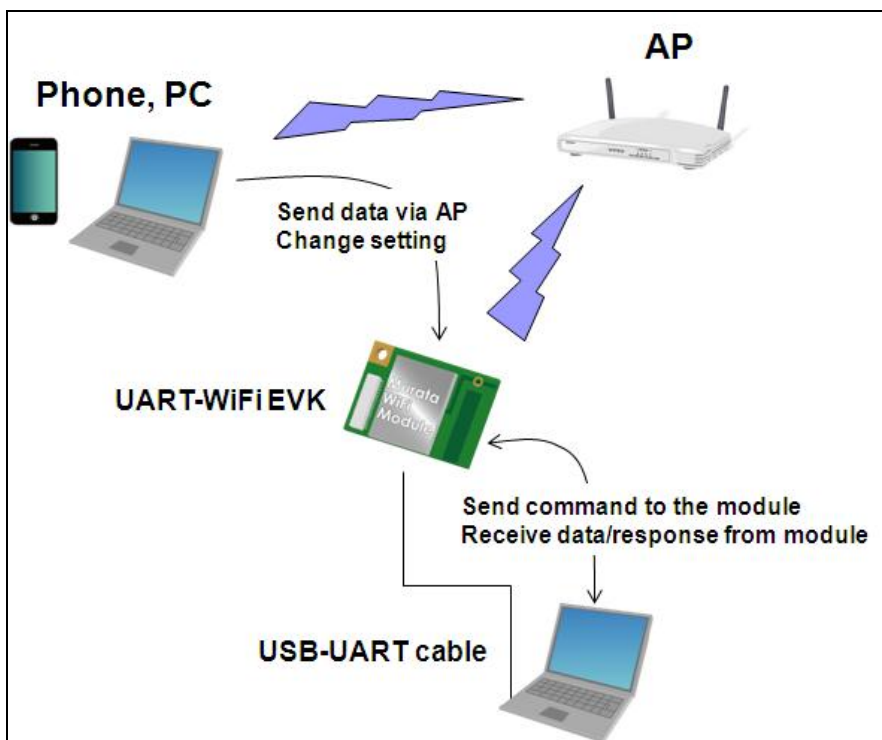 AP
Phone, PC
Send data via AP
Change setting
UART-WiFi EVK
Murata
WiFi
Module
Send command to the module
Receive data/response from module
USB-UART cable